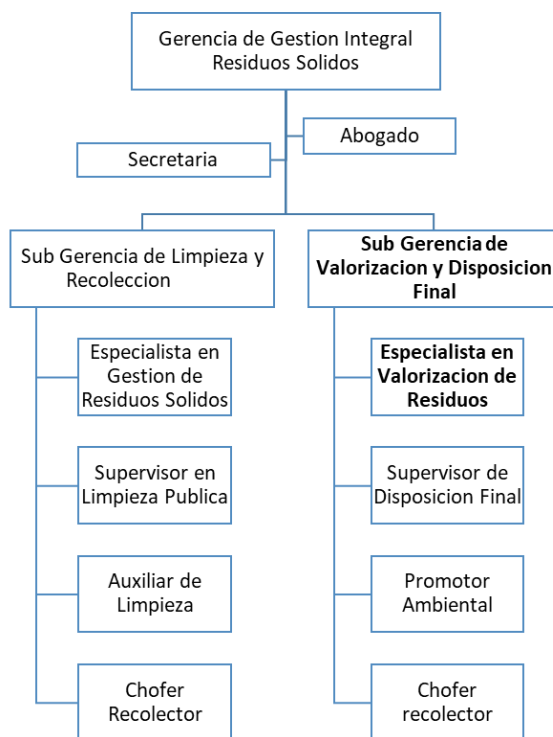 Gerencia de Gestion Integral
Residuos Solidos
Abogado
Secretaria
Sub Gerencia de Limpieza y
Recoleccion
Sub Gerencia de
Valorizacion y Disposicion
Final
Especialista en
Gestion de
Residuos Solidos
Especialista en
Valorizacion de
Residuos
Supervisor en
Limpieza Publica
Supervisor de
Disposicion Final
Auxiliar de
Limpieza
Promotor
Ambiental
Chofer
Recolector
Chofer
recolector